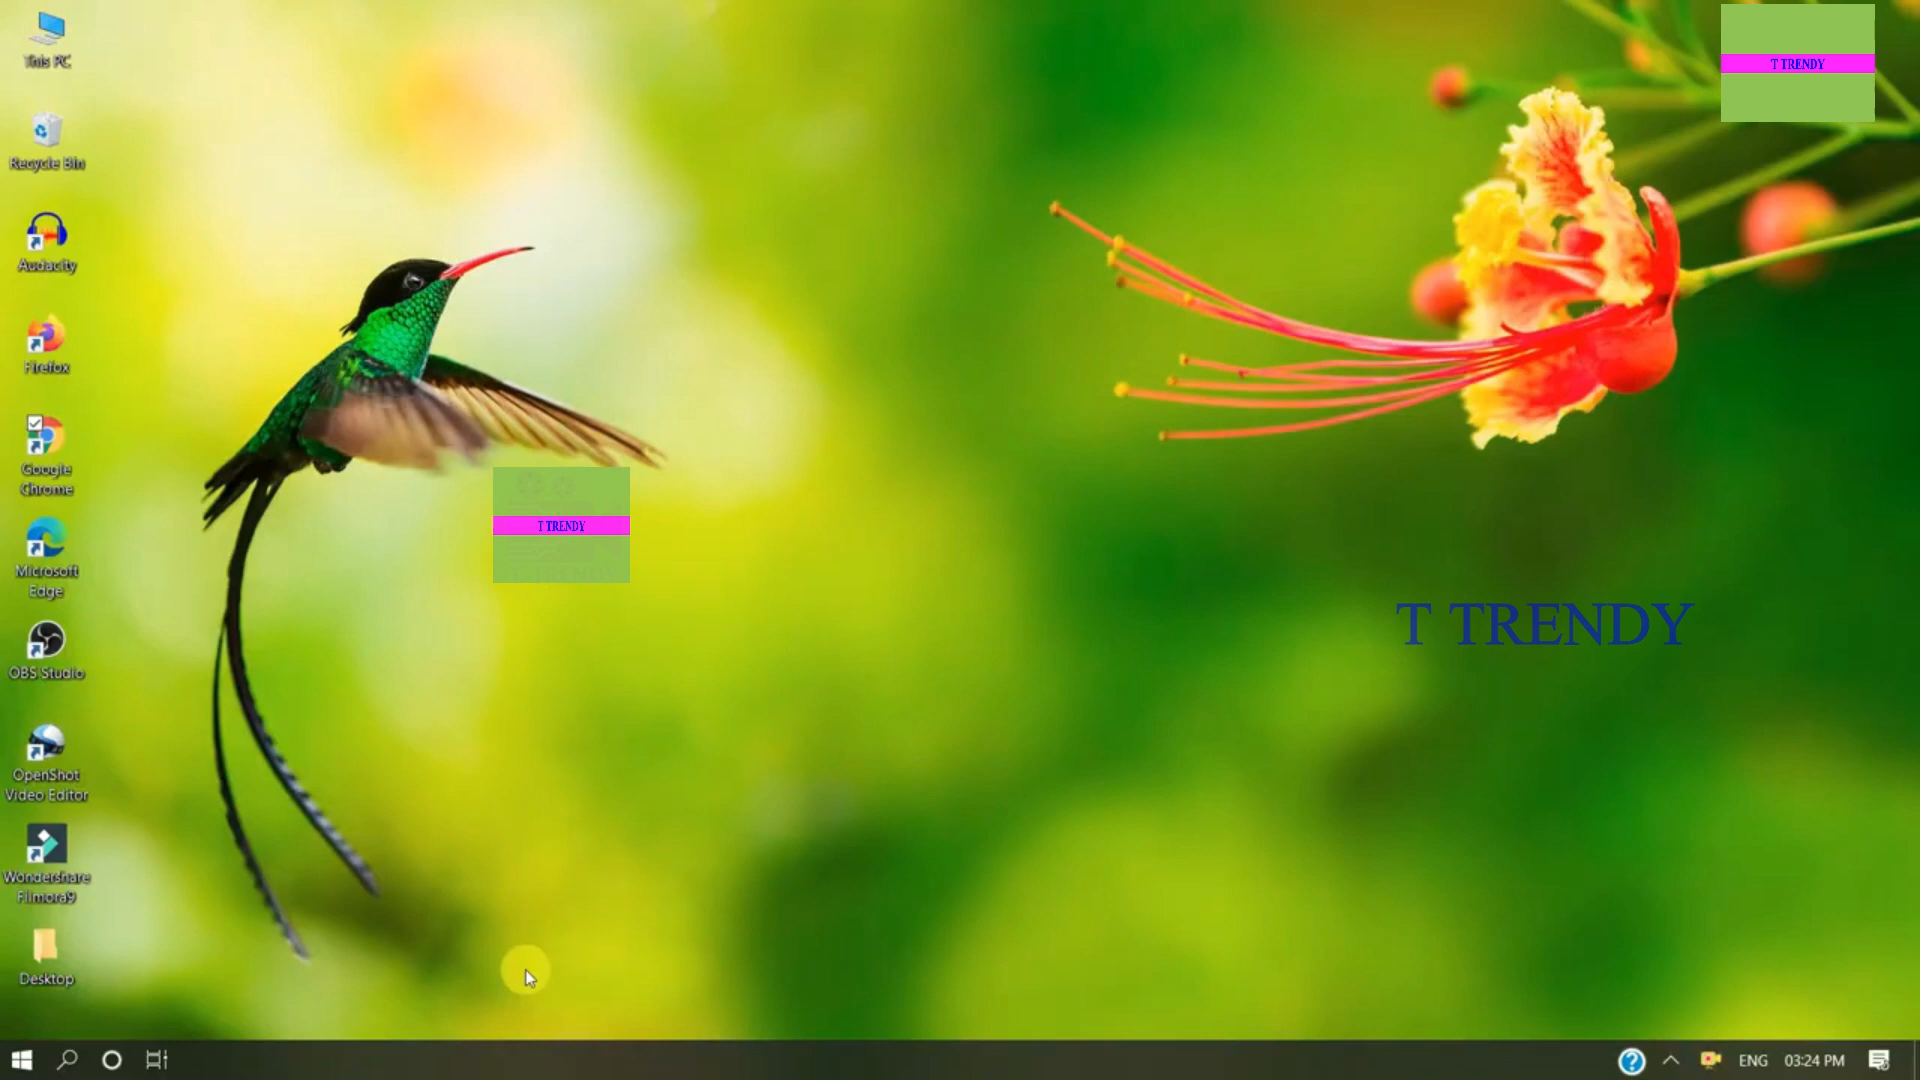 This PC
Recycle Bin
Audacity
Firefox
Google
Chrome
Microsoft
Edge
OBS Studio
OpenShot
Video Editor
Wondershare
Filmora9
Desktop
T TRENDY
T TRENDY
T TRENDY
ENG
03:24 PM